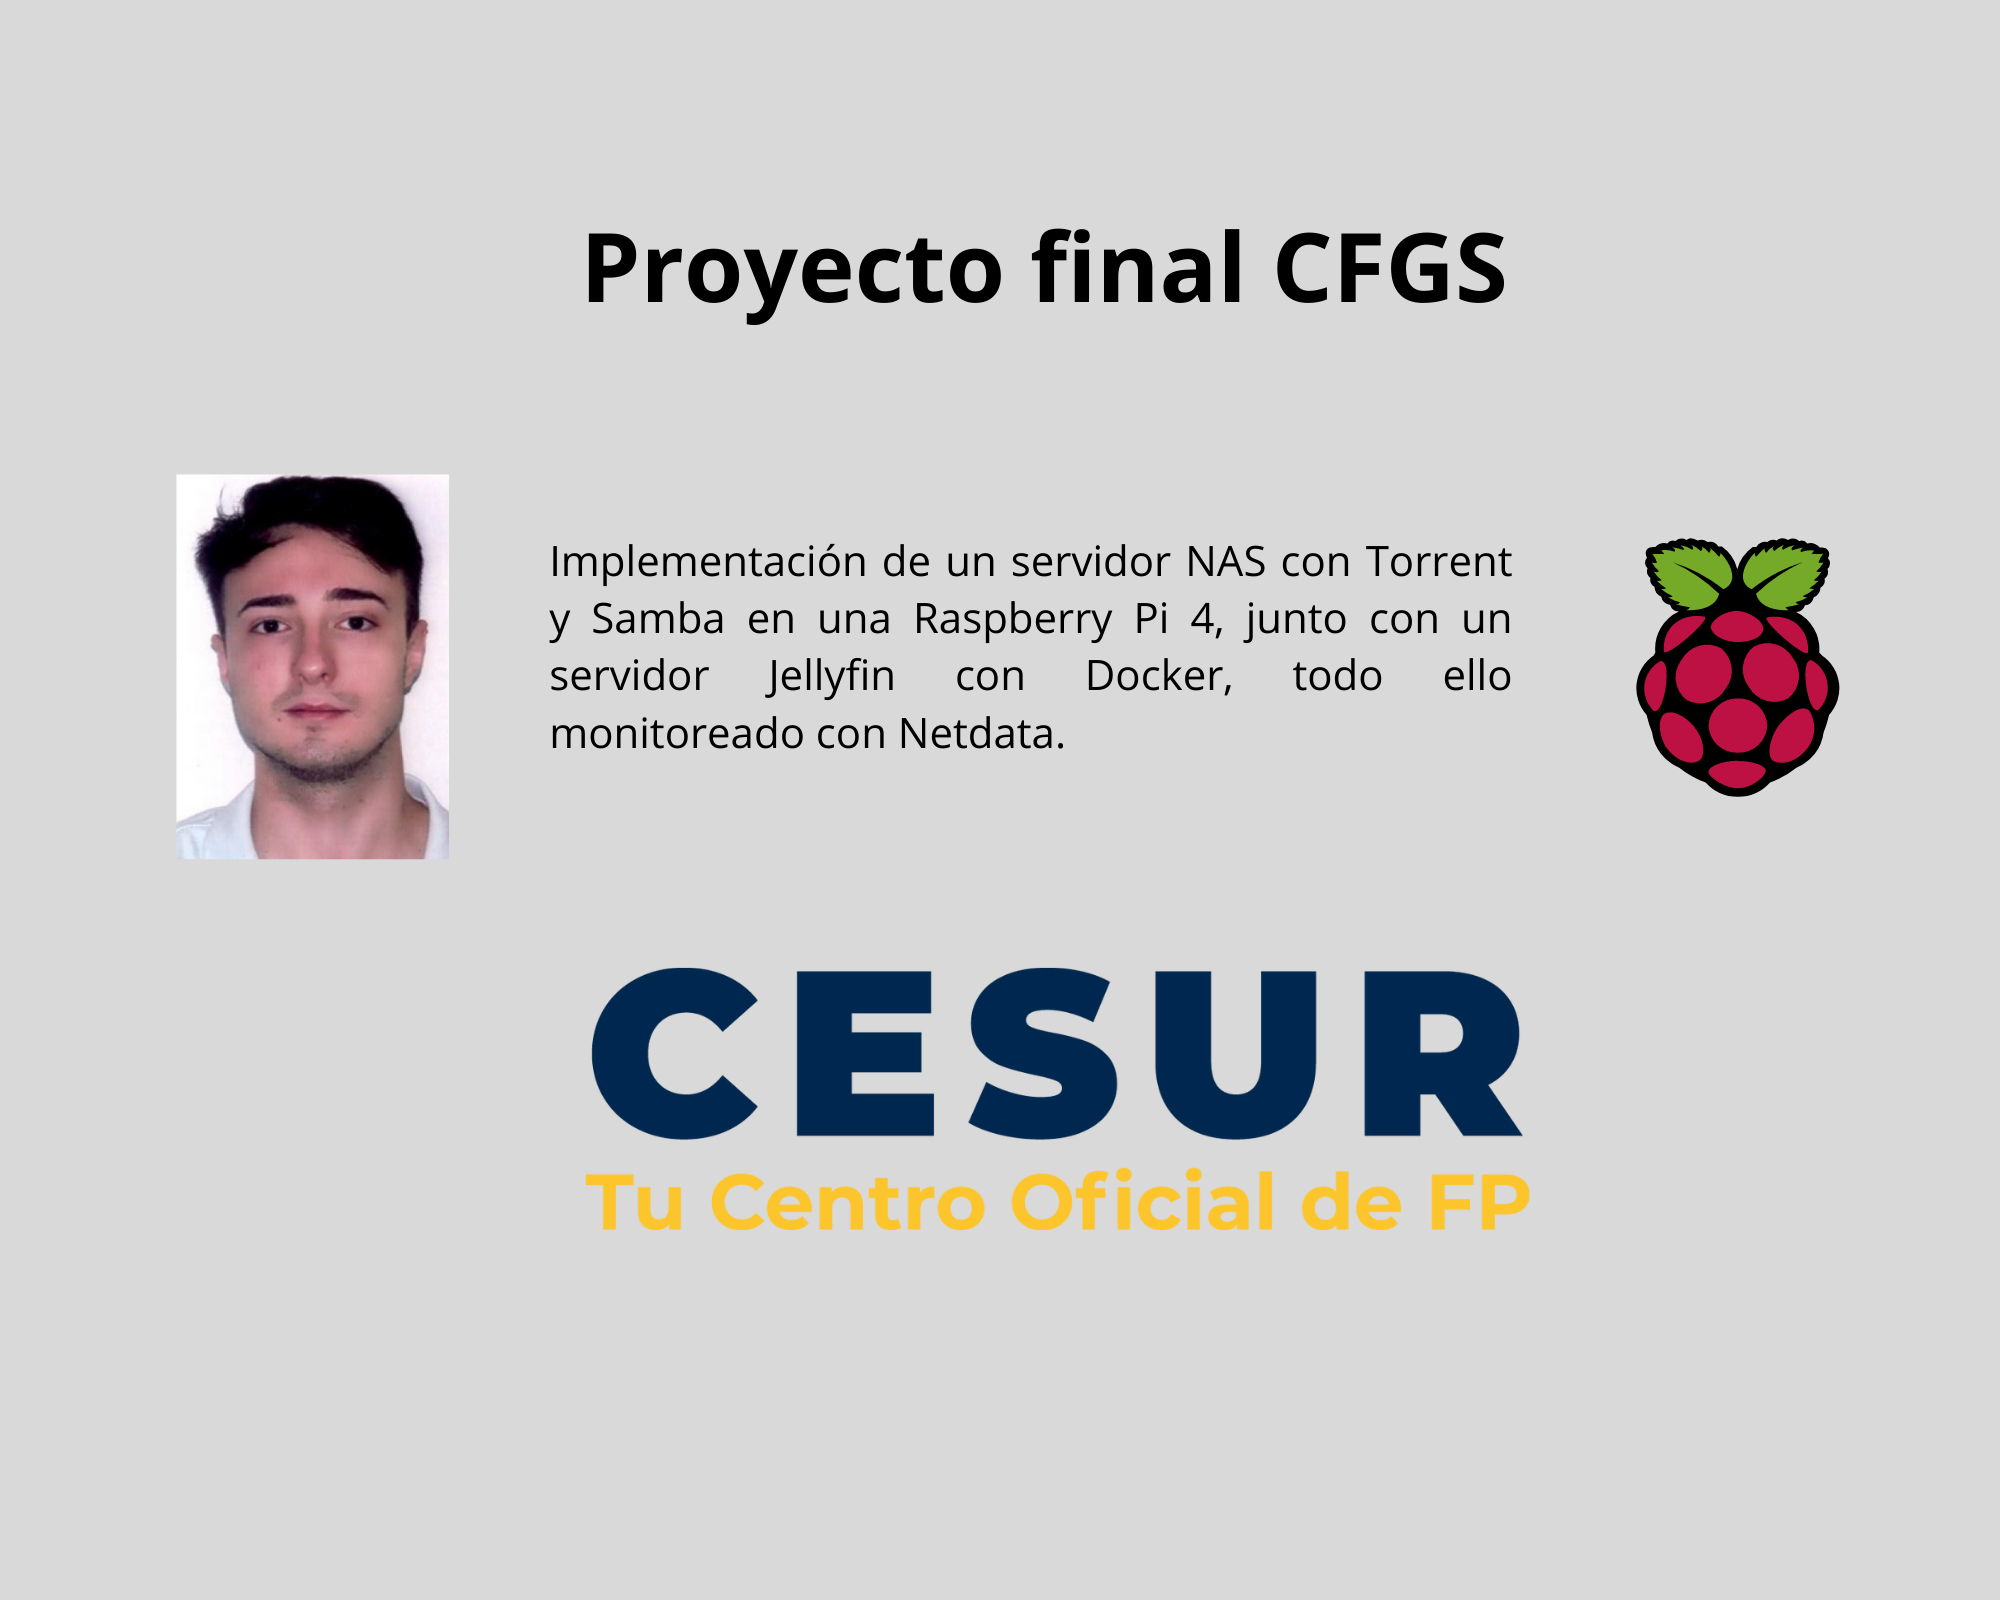 Proyecto final CFGS
Implementación de un servidor NAS con Torrent
y Samba en una Raspberry Pi 4, junto con un
servidor Jellyfin con Docker, todo ello
monitoreado con Netdata.
CESUR
Tu Centro Oficial de FP